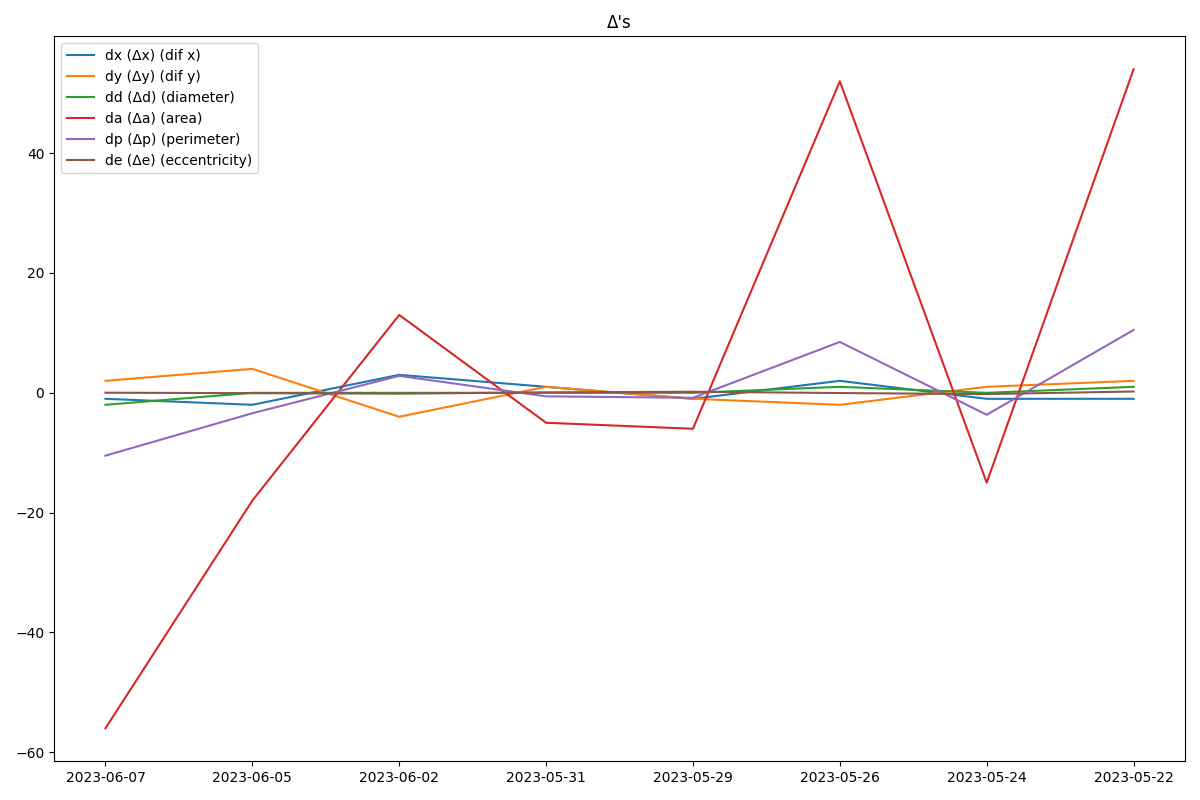 Δ's
dx (Δx) (dif x)
dy (Δy) (dif y)
dd (Δd) (diameter)
da (Δa) (area)
dp (Δp) (perimeter)
de (Δe) (eccentricity)
40
20
0
−20
−40
−60
2023-06-07 2023-06-05 2023-06-02 2023-05-31 2023-05-29 2023-05-26 2023-05-24 2023-05-22